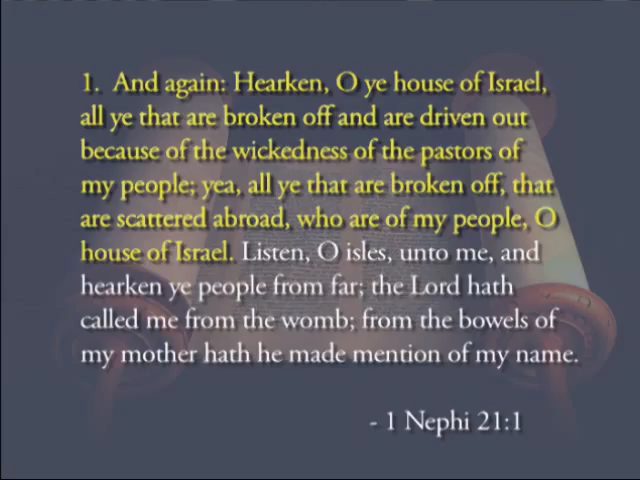 1. And again: Hearken, O ye house of Israel,
all ye that are broken off and are driven out
because of the wickedness of the pastors of
my people; yea, all ye that are broken off, that
are scattered abroad, who are of my people, O
house of Israel. Listen, O isles, unto me, and
hearken ye people from far; the Lord hath
called me from the womb; from the bowels of
my mother hath he made mention of my name.
- 1 Nephi 21:1